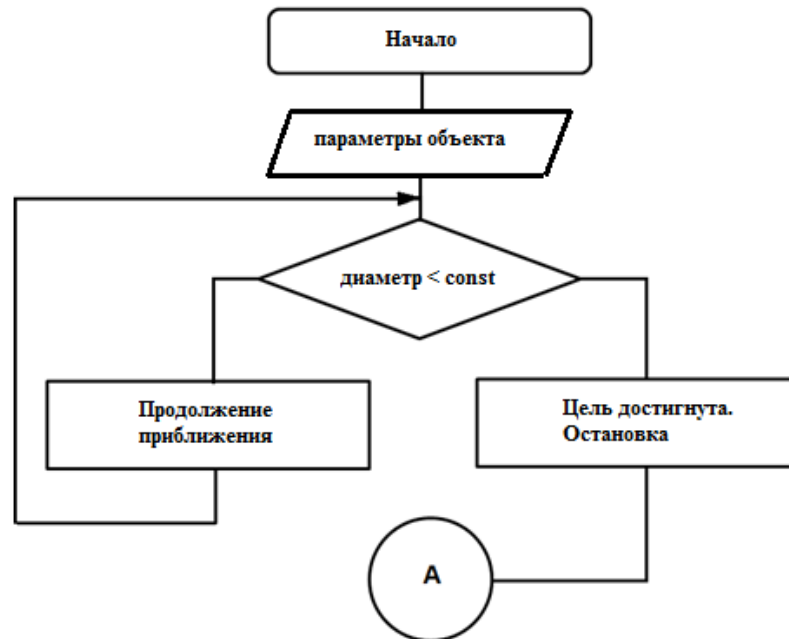 Начало
параметры объекта
диаметр < const
Продолжение
приближения
Цель достигнута.
Остановка
А